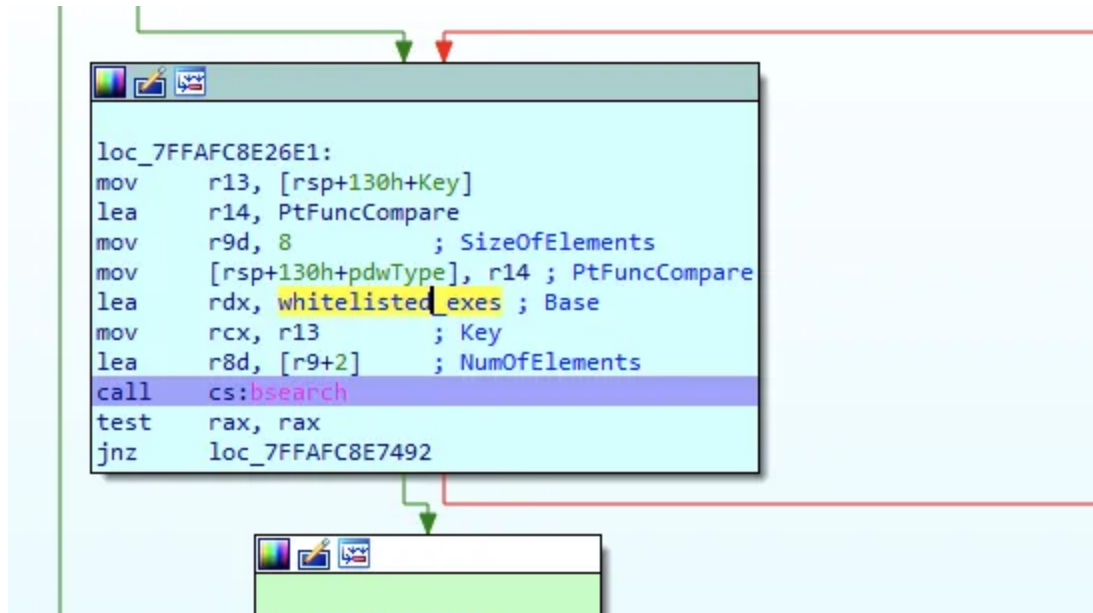 loc_7FFAFC8E26E1:
mov r13, [rsp+130h+Key]
lea r14, PtFuncCompare
mov r9d, 8 ; SizeOfElements
mov [rsp+130h+pdwType], r14 ; PtFuncCompare
lea rdx, whitelisted_exes ; Base
mov rcx, r13 ; Key
lea r8d, [r9+2] ; NumOfElements
call cs:bsearch
test rax, rax
jnz loc_7FFAFC8E7492